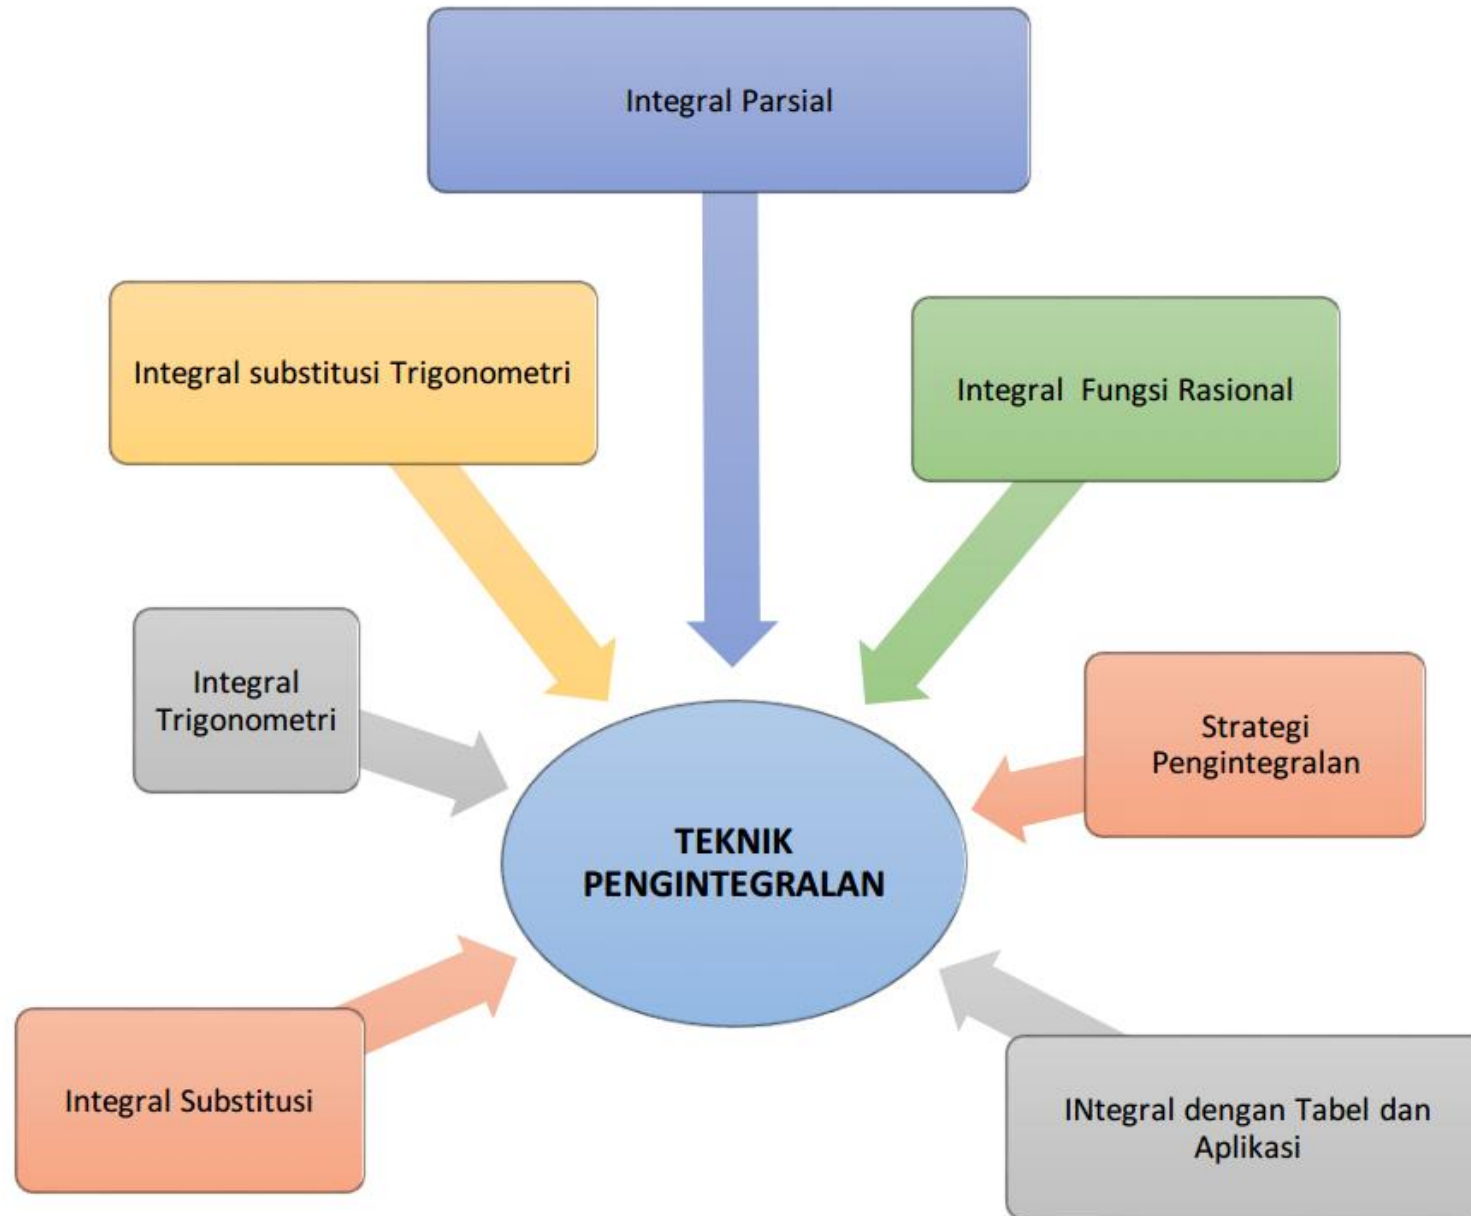 Integral Parsial
Integral substitusi Trigonometri
Integral  Fungsi Rasional
Integral
Trigonometri
Strategi
Pengintegralan
TEKNIK
PENGINTEGRALAN
Integral Substitusi
INtegral dengan Tabel dan
Aplikasi